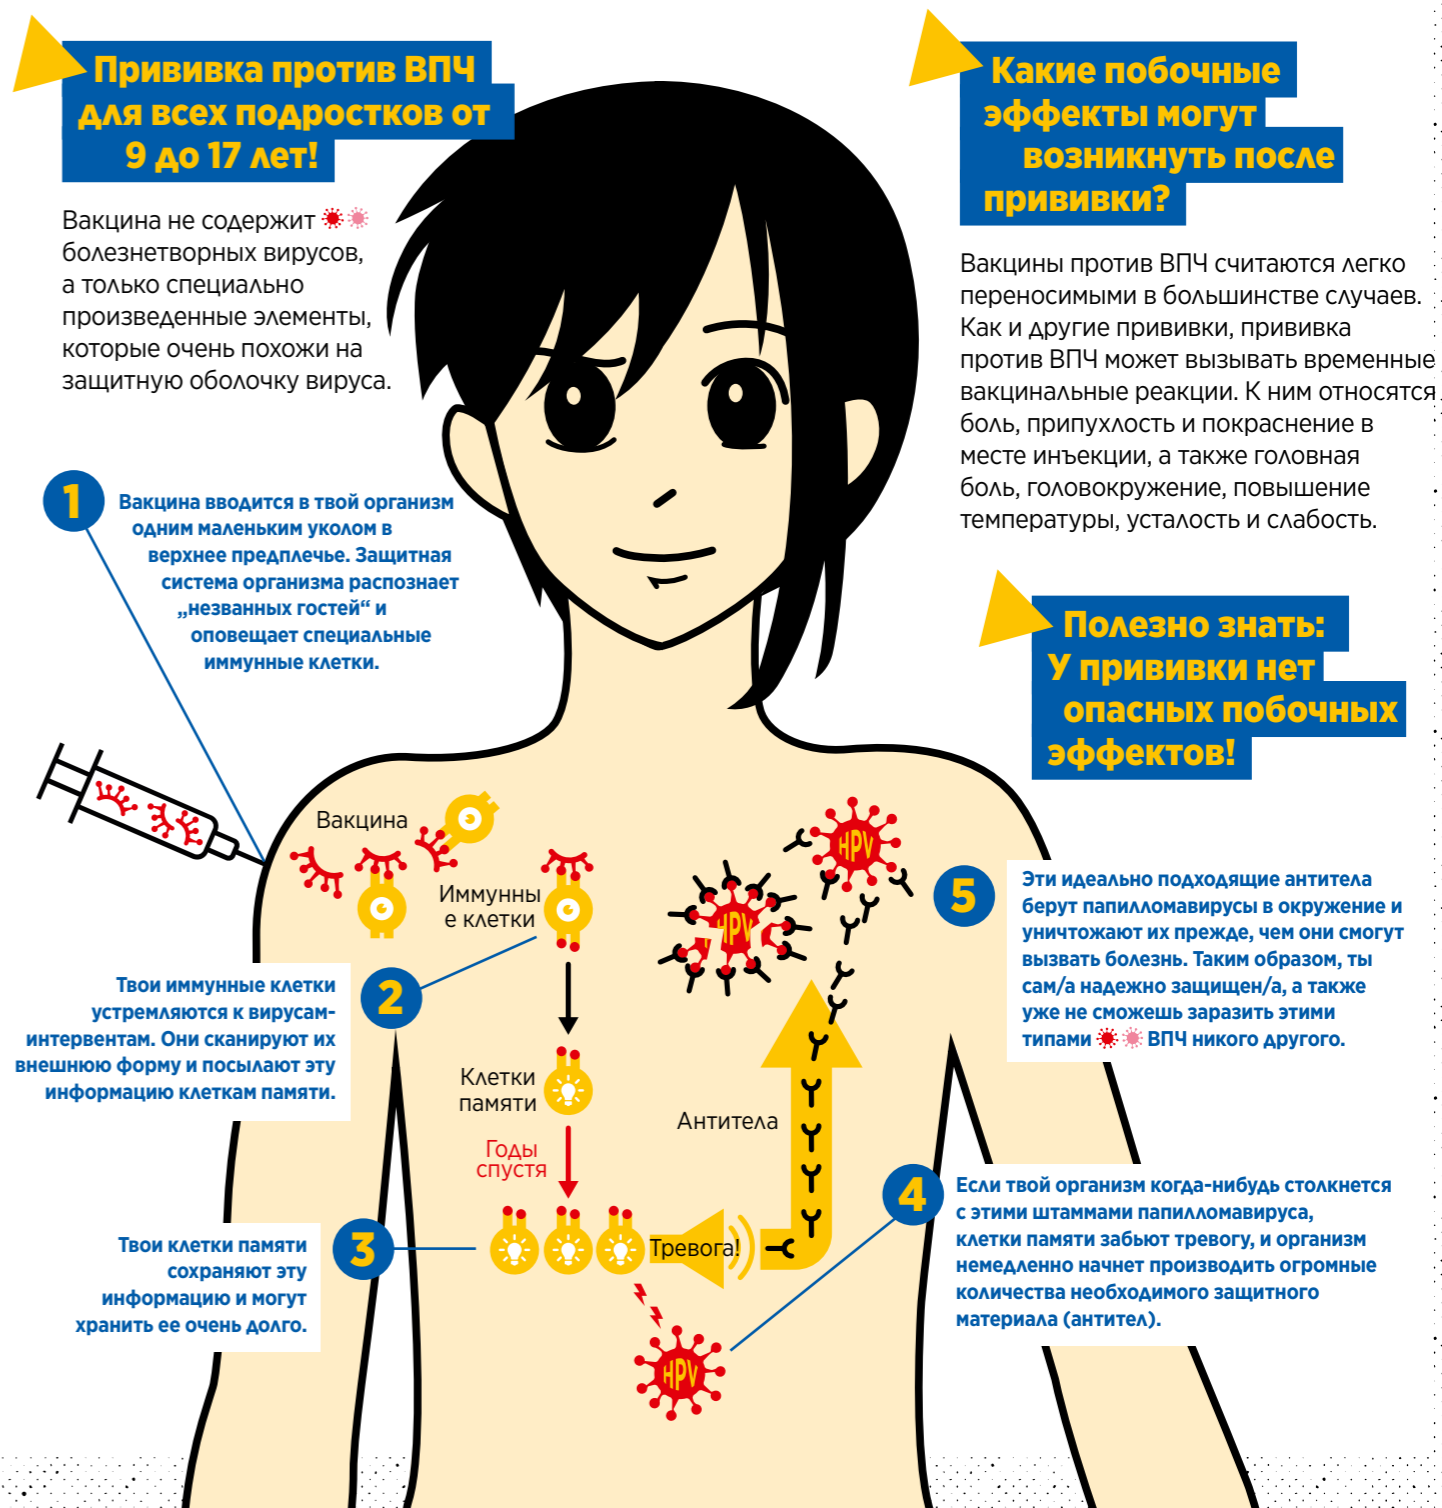 Прививка против ВПЧ
для всех подростков от
9 до 17 лет!
Вакцина не содержит
болезнетворных вирусов,
а только специально
произведенные элементы,
которые очень похожи на
защитную оболочку вируса.
Какие побочные
эффекты могут
возникнуть после
прививки?
Вакцины против ВПЧ считаются легко
переносимыми в большинстве случаев.
Как и другие прививки, прививка
против ВПЧ может вызывать временные
вакцинальные реакции. К ним относятся
боль, припухлость и покраснение в
месте инъекции, а также головная
боль, головокружение, повышение
температуры, усталость и слабость.
Полезно знать:
У прививки нет
опасных побочных
эффектов!
1
Вакцина вводится в твой организм
одним маленьким уколом в
верхнее предплечье. Защитная
система организма распознает
„незванных гостей“ и
оповещает специальные
иммунные клетки.
Вакцина
Иммунны
е клетки
2
Твои иммунные клетки
устремляются к вирусам-
интервентам. Они сканируют их
внешнюю форму и посылают эту
информацию клеткам памяти.
Клетки
памяти
Годы
спустя
3
Твои клетки памяти
сохраняют эту
информацию и могут
хранить ее очень долго.
Тревога!
HPV
4
Если твой организм когда-нибудь столкнется
с этими штаммами папилломавируса,
клетки памяти забьют тревогу, и организм
немедленно начнет производить огромные
количества необходимого защитного
материала (антител).
Антитела
HPV
HPV
5
Эти идеально подходящие антитела
берут папилломавирусы в окружение и
уничтожают их прежде, чем они смогут
вызвать болезнь. Таким образом, ты
сам/а надежно защищен/а, а также
уже не сможешь заразить этими
типами ВПЧ никого другого.